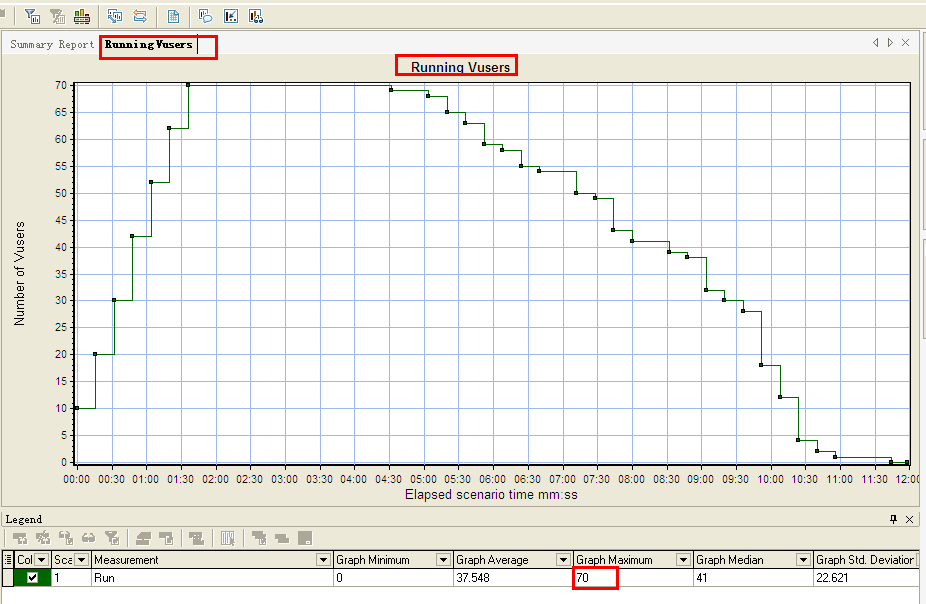 Summary Report Running Vusers
Running Vusers
Number of Vusers
70
65
60
55
50
45
40
35
30
25
20
15
10
5
0
00:00 00:30 01:00 01:30 02:00 02:30 03:00 03:30 04:00 04:30 05:00 05:30 06:00 06:30 07:00 07:30 08:00 08:30 09:00 09:30 10:00 10:30 11:00 11:30 12:00
Elapsed scenario time mm:ss
Legend
Col Sca Measurement Graph Minimum Graph Average Graph Maximum Graph Median Graph Std. Deviation
1 Run 0 37.548 70 41 22.621